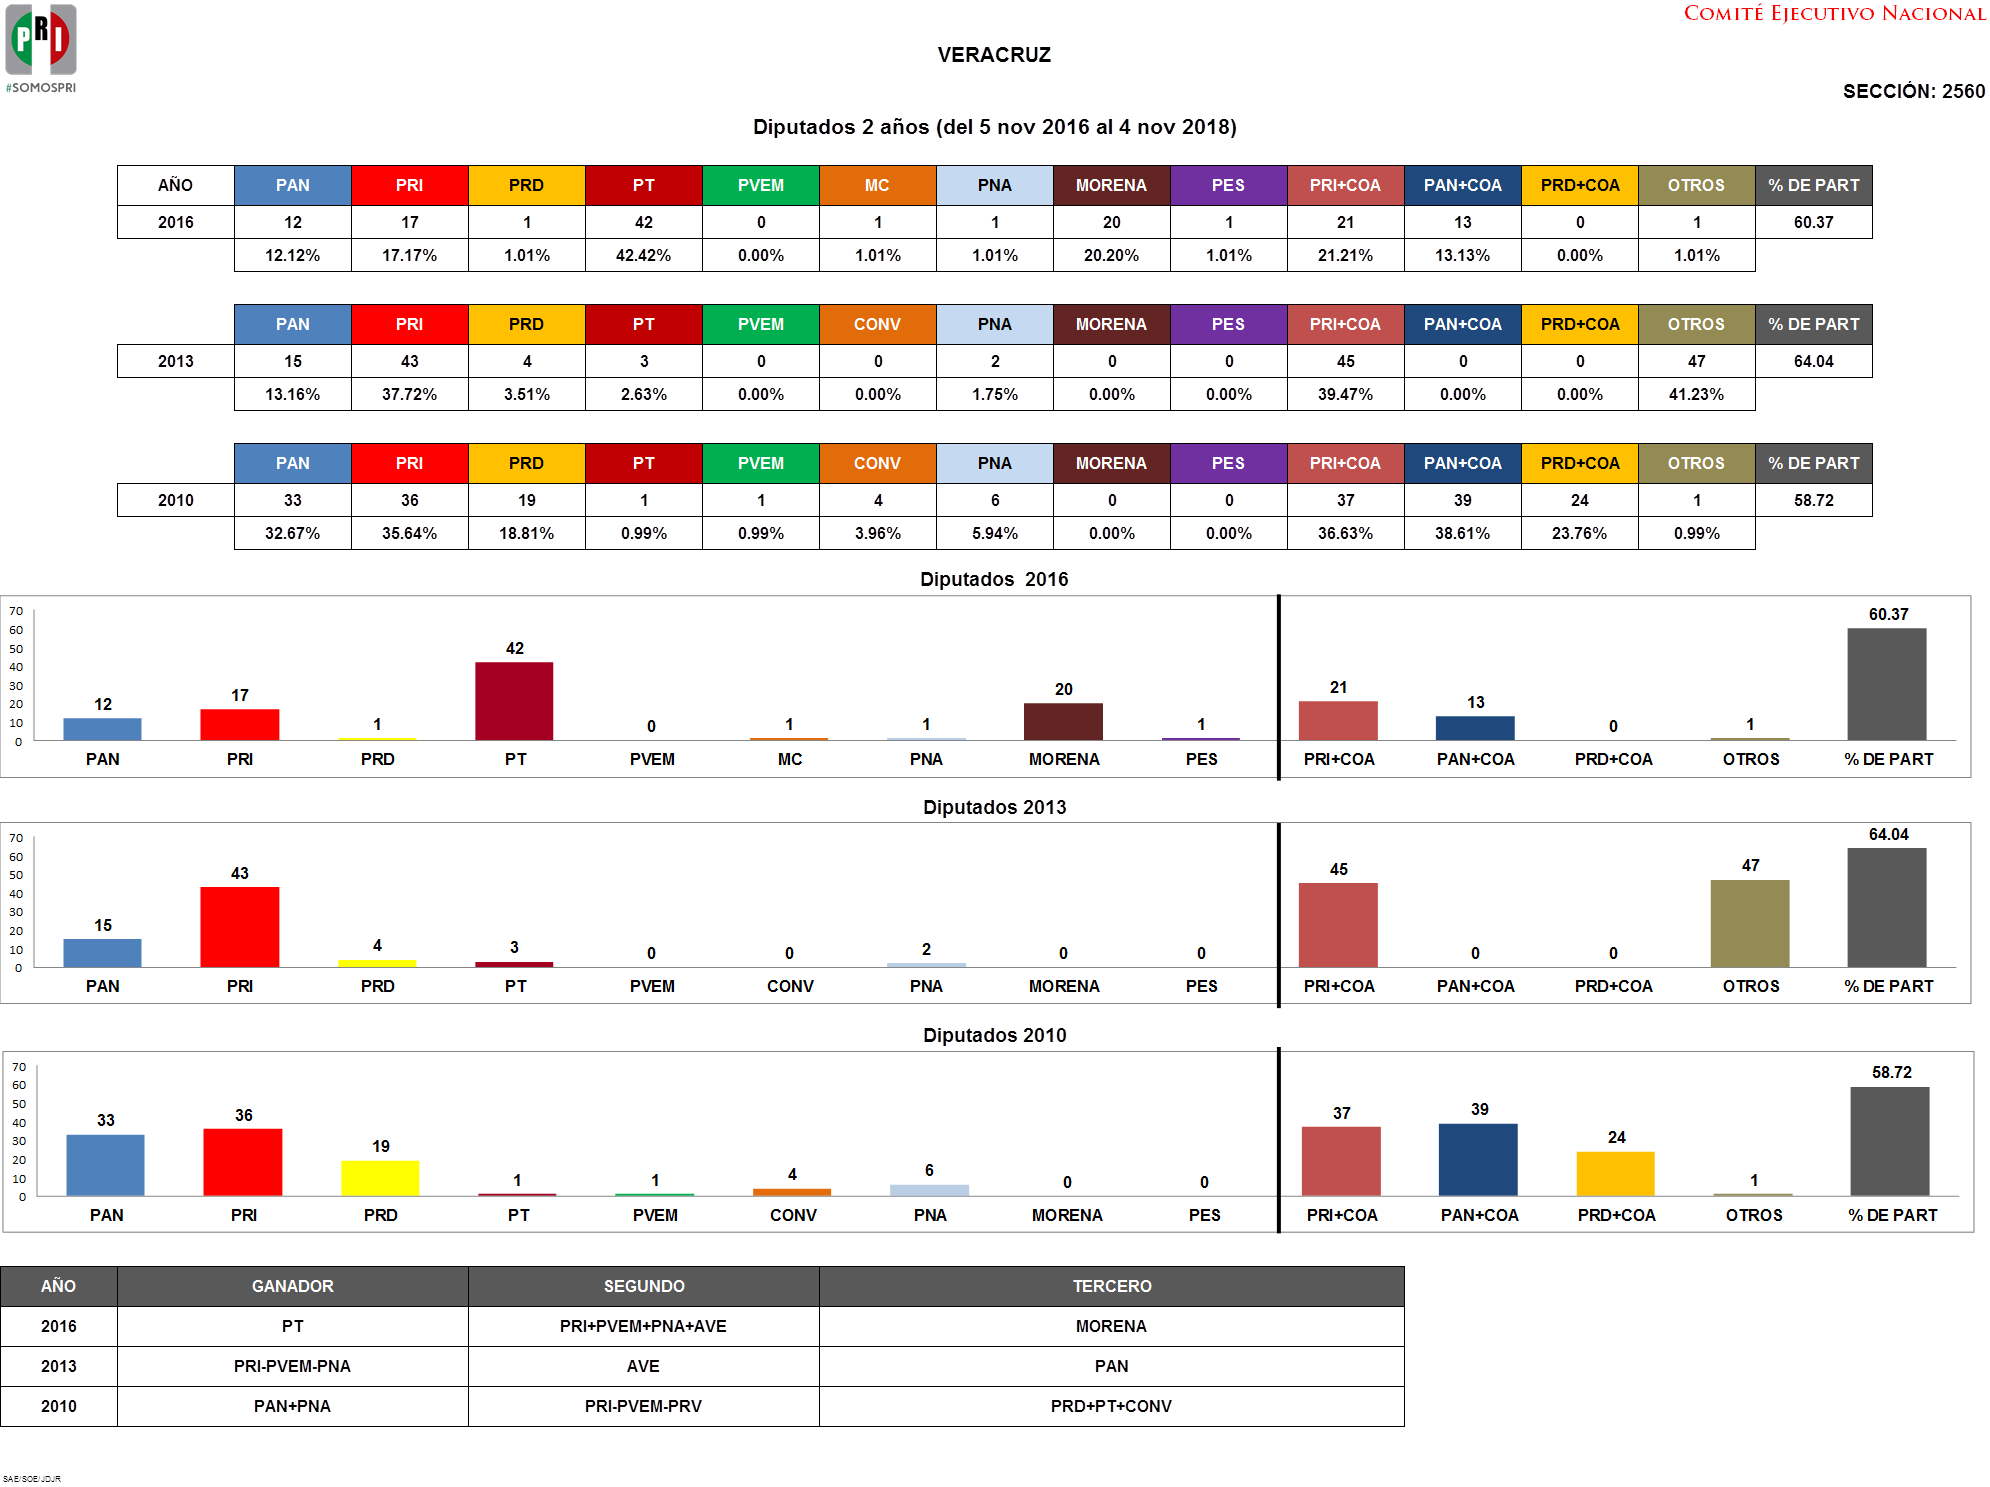 PRI
#SOMOSPRI
COMITÉ EJECUTIVO NACIONAL
VERACRUZ
SECCIÓN: 2560
Diputados 2 años (del 5 nov 2016 al 4 nov 2018)
AÑO PAN PRI PRD PT PVEM MC PNA MORENA PES PRI+COA PAN+COA PRD+COA OTROS % DE PART
2016 12 17 1 42 0 1 1 20 1 21 13 0 1 60.37
12.12% 17.17% 1.01% 42.42% 0.00% 1.01% 1.01% 20.20% 1.01% 21.21% 13.13% 0.00% 1.01%
PAN PRI PRD PT PVEM CONV PNA MORENA PES PRI+COA PAN+COA PRD+COA OTROS % DE PART
2013 15 43 4 3 0 0 2 0 0 45 0 0 47 64.04
13.16% 37.72% 3.51% 2.63% 0.00% 0.00% 1.75% 0.00% 0.00% 39.47% 0.00% 0.00% 41.23%
PAN PRI PRD PT PVEM CONV PNA MORENA PES PRI+COA PAN+COA PRD+COA OTROS % DE PART
2010 33 36 19 1 1 4 6 0 0 37 39 24 1 58.72
32.67% 35.64% 18.81% 0.99% 0.99% 3.96% 5.94% 0.00% 0.00% 36.63% 38.61% 23.76% 0.99%
Diputados 2016
70
60
50
40
30
20
10
0
12 17 1 42 0 1 1 20 1 21 13 0 1 60.37
PAN PRI PRD PT PVEM MC PNA MORENA PES PRI+COA PAN+COA PRD+COA OTROS % DE PART
Diputados 2013
70
60
50
40
30
20
10
0
15 43 4 3 0 0 2 0 0 45 0 0 47 64.04
PAN PRI PRD PT PVEM CONV PNA MORENA PES PRI+COA PAN+COA PRD+COA OTROS % DE PART
Diputados 2010
70
60
50
40
30
20
10
0
33 36 19 1 1 4 6 0 0 37 39 24 1 58.72
PAN PRI PRD PT PVEM CONV PNA MORENA PES PRI+COA PAN+COA PRD+COA OTROS % DE PART
AÑO GANADOR SEGUNDO TERCERO
2016 PT PRI+PVEM+PNA+AVE MORENA
2013 PRI-PVEM-PNA AVE PAN
2010 PAN+PNA PRI-PVEM-PRV PRD+PT+CONV
SAE/SOE/JDJR